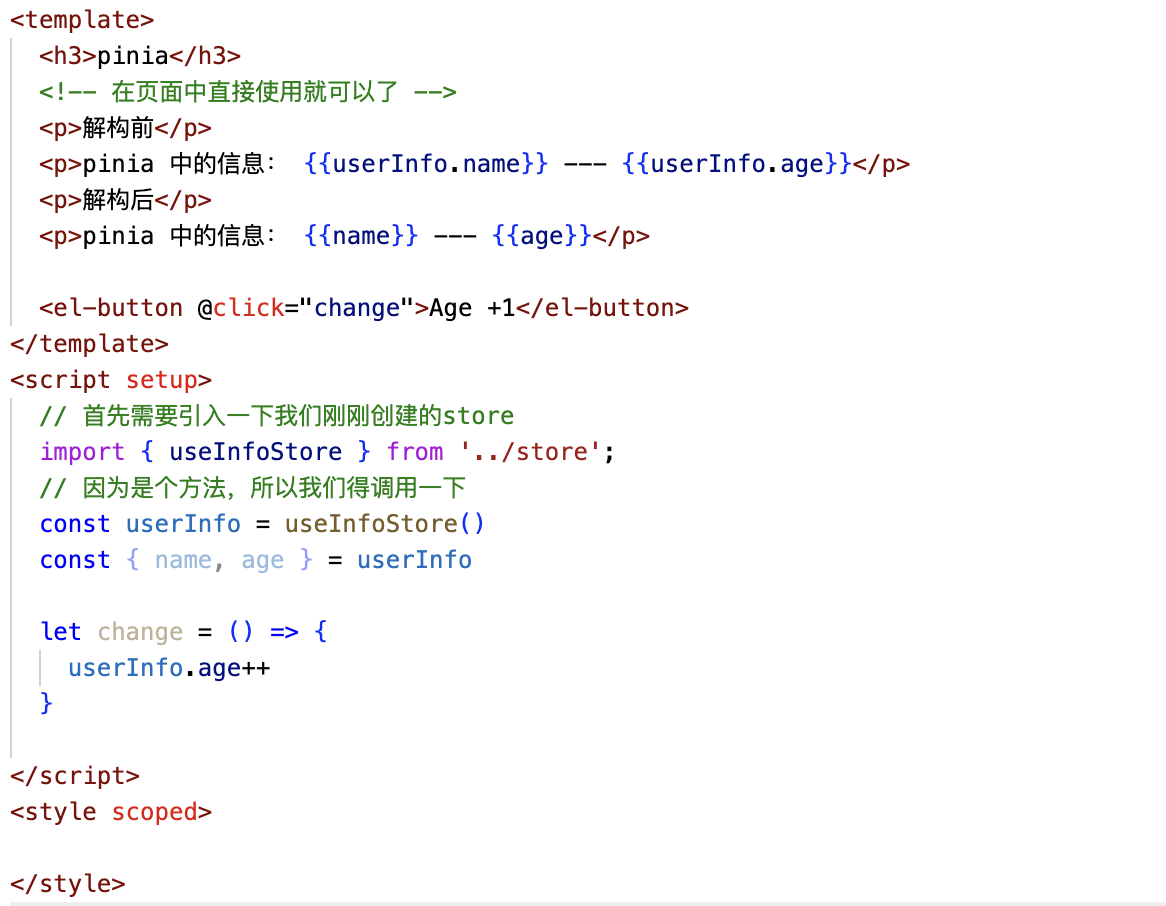 <template>
<h3>pinia</h3>
<!-- 在页面中直接使用就可以了 -->
<p>解构前</p>
<p>pinia 中的信息: {{userInfo.name}} --- {{userInfo.age}}</p>
<p>解构后</p>
<p>pinia 中的信息: {{name}} --- {{age}}</p>
<el-button @click="change">Age +1</el-button>
</template>
<script setup>
// 首先需要引入一下我们刚刚创建的store
import { useInfoStore } from '../store';
// 因为是个方法，所以我们得调用一下
const userInfo = useInfoStore()
const { name, age } = userInfo
let change = () => {
userInfo.age++
}
</script>
<style scoped>
</style>